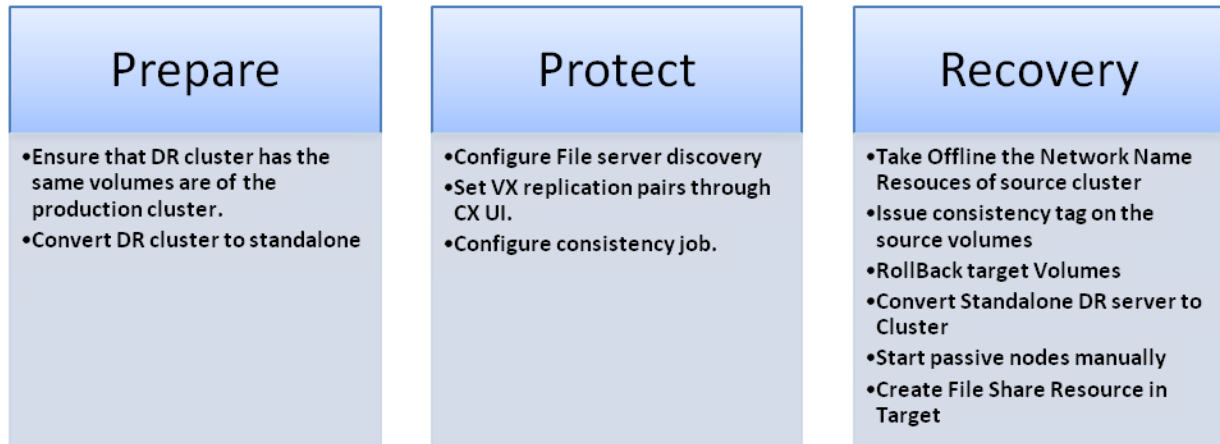 Prepare
•Ensure that DR cluster has the
same volumes are of the
production cluster.
•Convert DR cluster to standalone
Protect
•Configure File server discovery
•Set VX replication pairs through
CX UI.
•Configure consistency job.
Recovery
•Take Offline the Network Name
Resouces of source cluster
•Issue consistency tag on the
source volumes
•RollBack target Volumes
•Convert Standalone DR server to
Cluster
•Start passive nodes manually
•Create File Share Resource in
Target